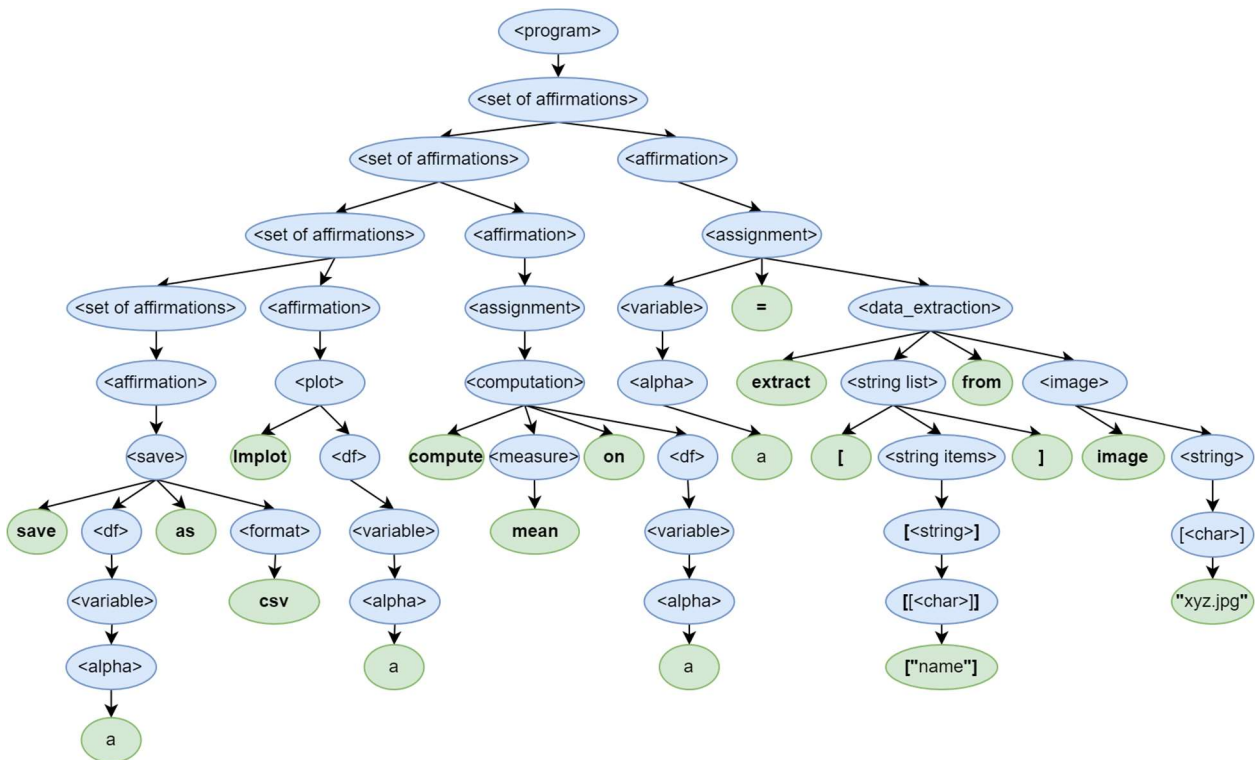 <program>
<set of affirmations>
<set of affirmations> <affirmation>
<set of affirmations> <affirmation> <assignment>
<set of affirmations> <affirmation> <assignment> <variable> = <data_extraction>
<affirmation> <plot> <computation> <alpha> extract <string list> from <image>
<save> lmplot <df> compute <measure> on <df> a [ <string items> ] image <string>
save <df> as <format> <variable> mean <variable> [<string>] [<char>]
<variable> csv <alpha> <alpha> [[<char>]] "xyz.jpg"
<alpha> a a ["name"]
a